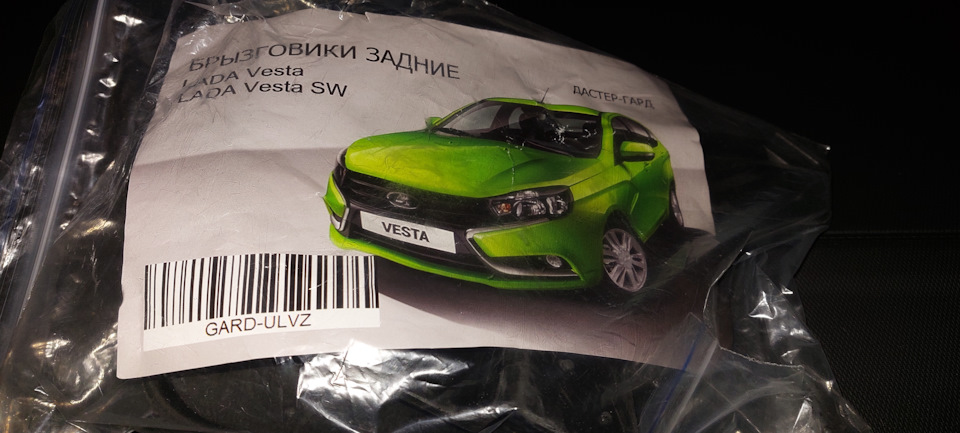 БРЫЗГОВИКИ ЗАДНИЕ
LADA Vesta
LADA Vesta SW
ДАСТЕР-ГАРД
VESTA
GARD-ULVZ